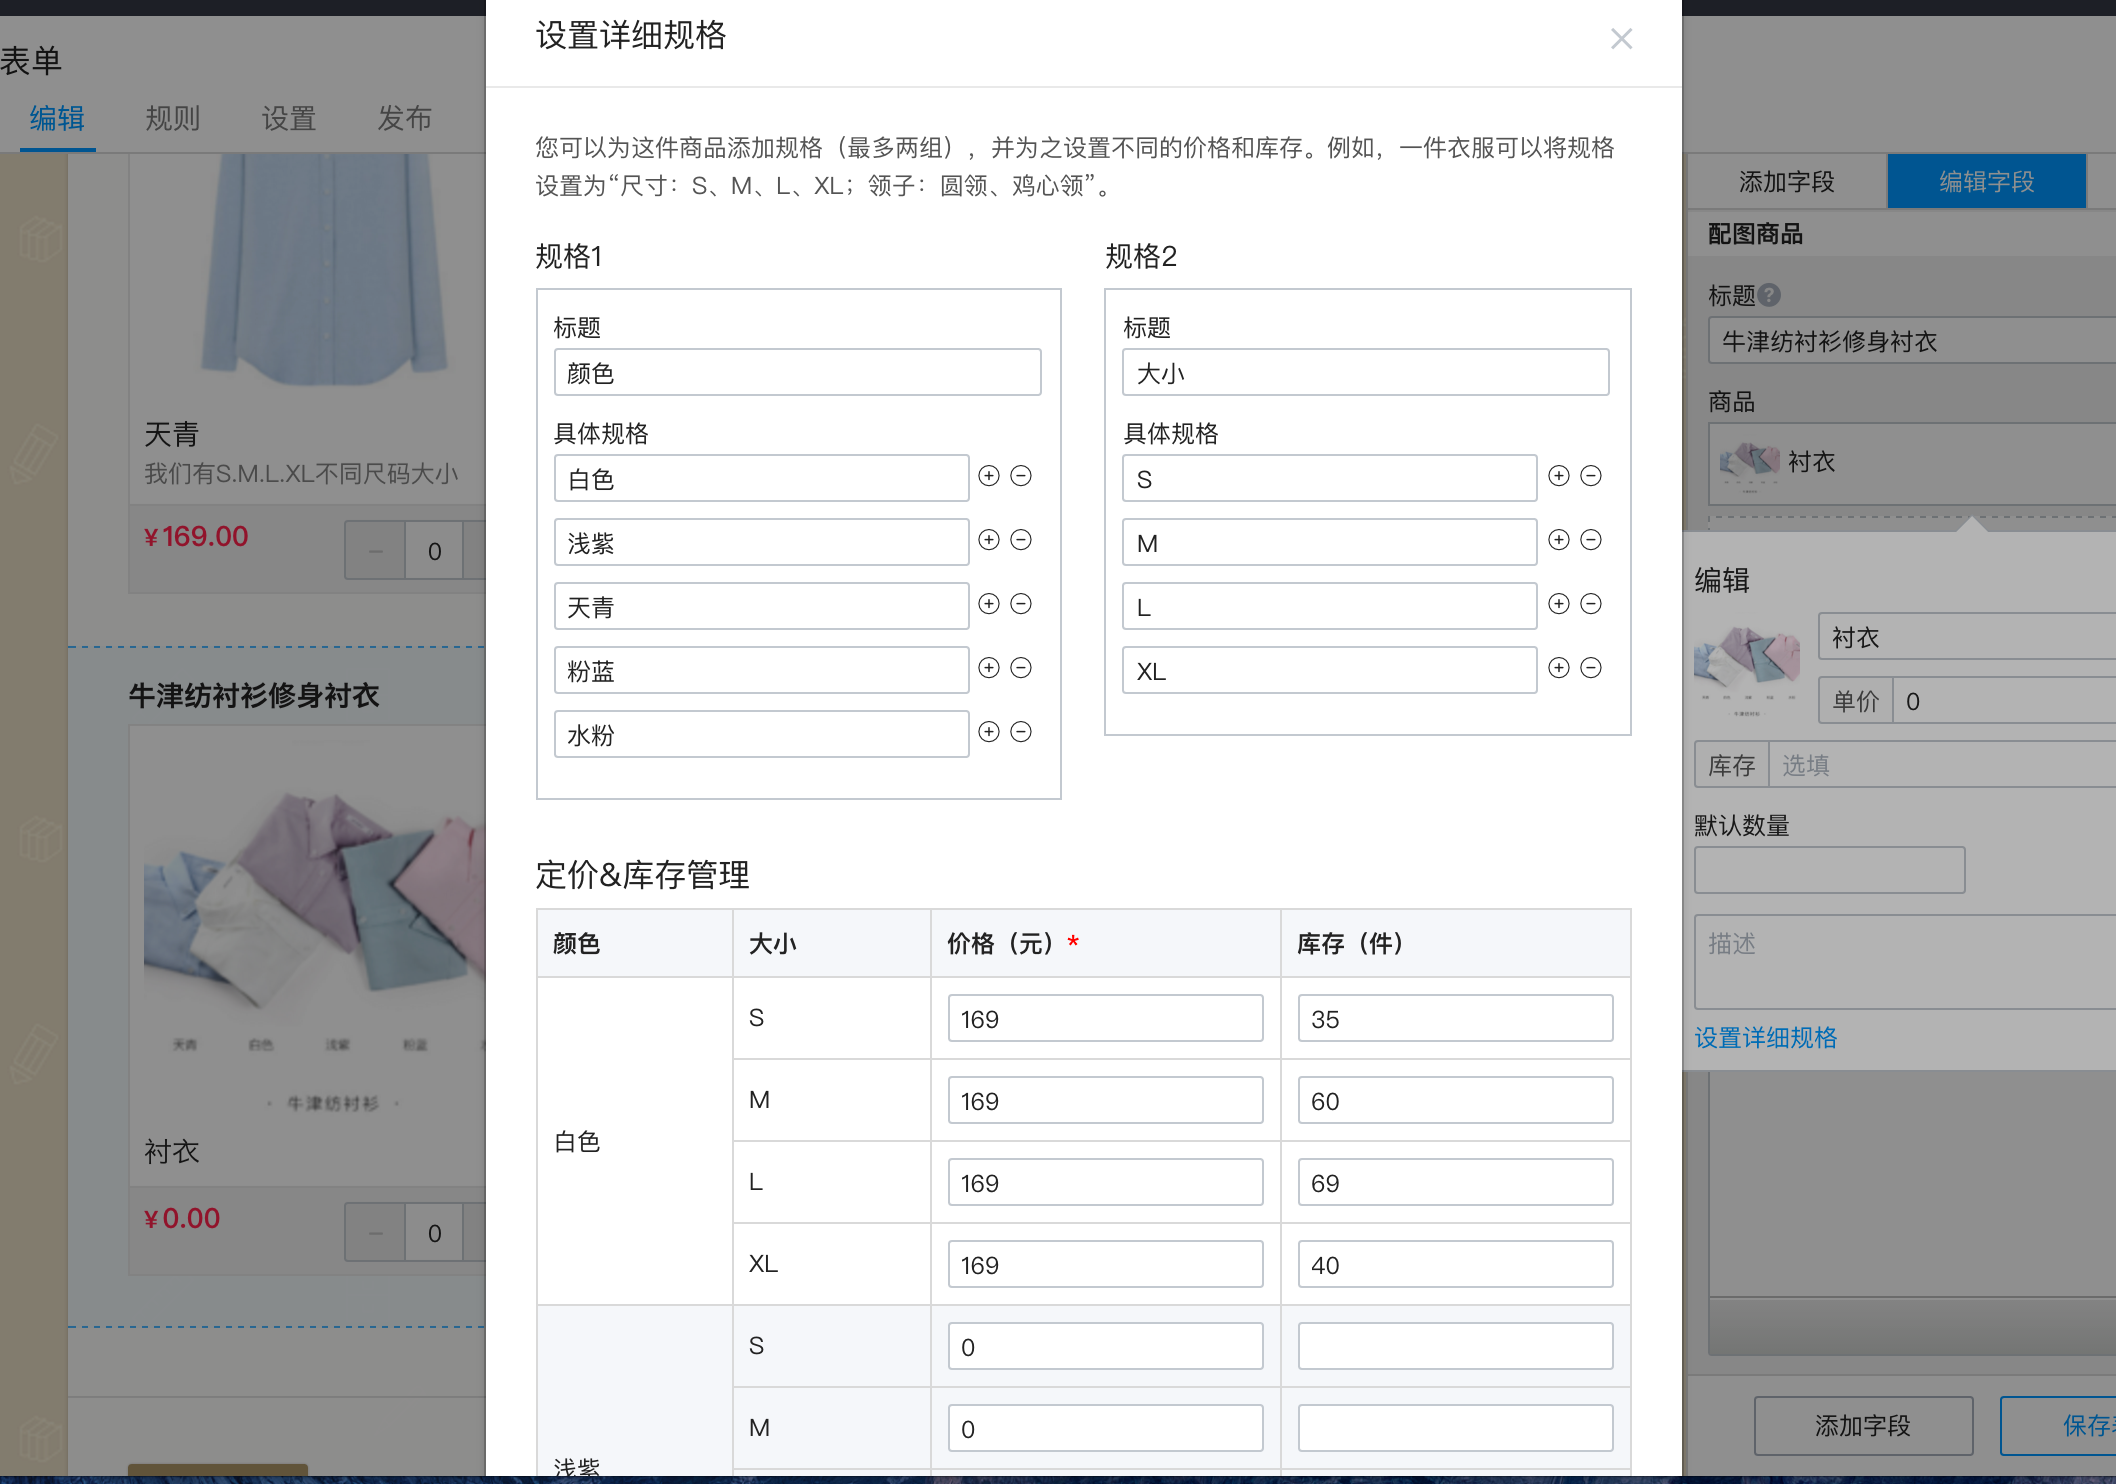 表单
编辑
规则
设置
发布
天青
我们有S.M.L.XL不同尺码大小
¥169.00
0
牛津纺衬衫修身衬衣
天青
白色
浅紫
粉蓝
· 牛津纺衬衫 ·
衬衣
¥0.00
0
设置详细规格
您可以为这件商品添加规格（最多两组），并为之设置不同的价格和库存。例如，一件衣服可以将规格
设置为“尺寸：S、M、L、XL；领子：圆领、鸡心领”。
规格1
标题
颜色
具体规格
白色
浅紫
天青
粉蓝
水粉
规格2
标题
大小
具体规格
S
M
L
XL
定价&库存管理
颜色 大小 价格（元）* 库存（件）
白色
S 169 35
M 169 60
L 169 69
XL 169 40
浅紫
S 0
M 0
添加字段
编辑字段
配图商品
标题?
牛津纺衬衫修身衬衣
商品
衬衣
编辑
衬衣
单价 0
库存 选填
默认数量
描述
设置详细规格
添加字段
保存